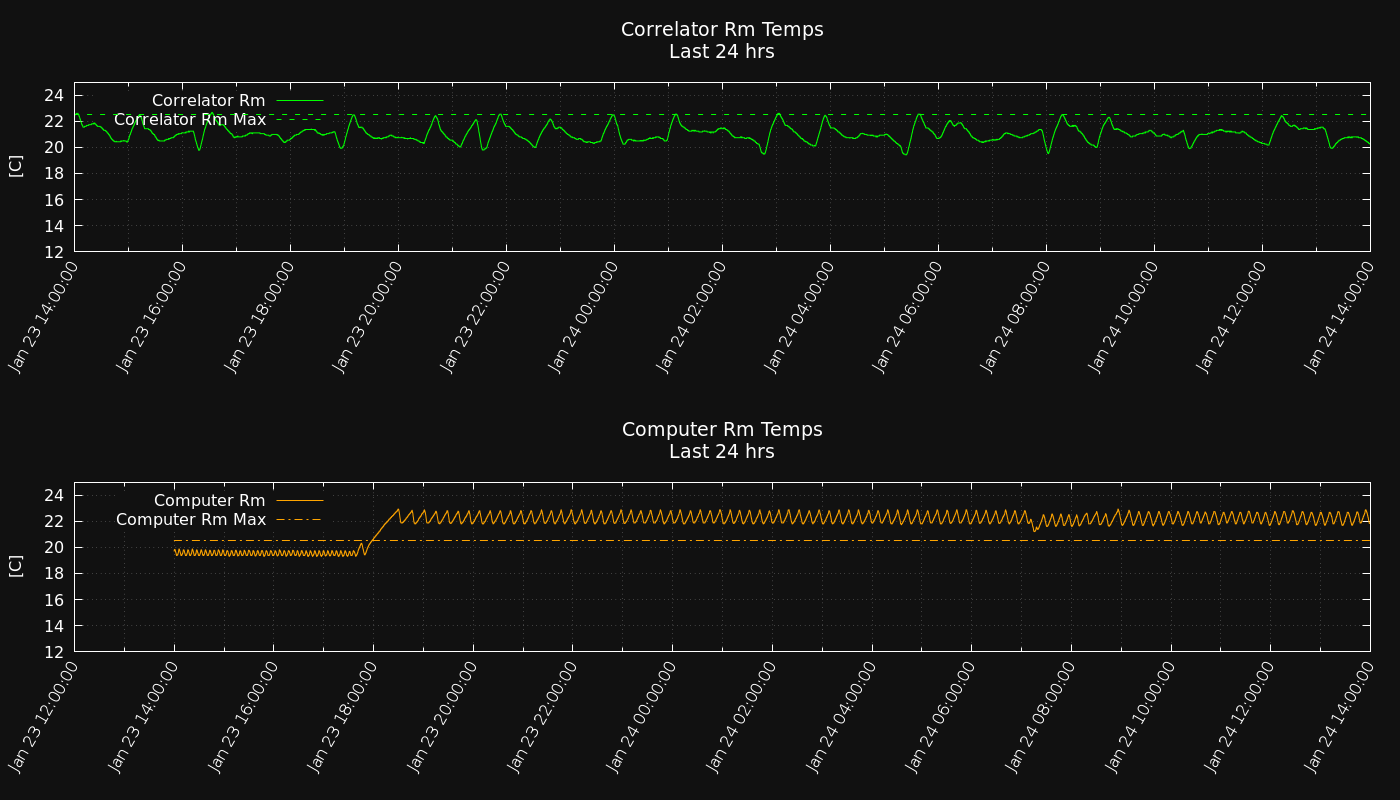 Correlator Rm Temps
Last 24 hrs
Correlator Rm
Correlator Rm Max
24
22
20
18
16
14
12
[C]
Jan 23 14:00:00
Jan 23 16:00:00
Jan 23 18:00:00
Jan 23 20:00:00
Jan 23 22:00:00
Jan 24 00:00:00
Jan 24 02:00:00
Jan 24 04:00:00
Jan 24 06:00:00
Jan 24 08:00:00
Jan 24 10:00:00
Jan 24 12:00:00
Jan 24 14:00:00
Computer Rm Temps
Last 24 hrs
Computer Rm
Computer Rm Max
24
22
20
18
16
14
12
[C]
Jan 23 12:00:00
Jan 23 14:00:00
Jan 23 16:00:00
Jan 23 18:00:00
Jan 23 20:00:00
Jan 23 22:00:00
Jan 24 00:00:00
Jan 24 02:00:00
Jan 24 04:00:00
Jan 24 06:00:00
Jan 24 08:00:00
Jan 24 10:00:00
Jan 24 12:00:00
Jan 24 14:00:00